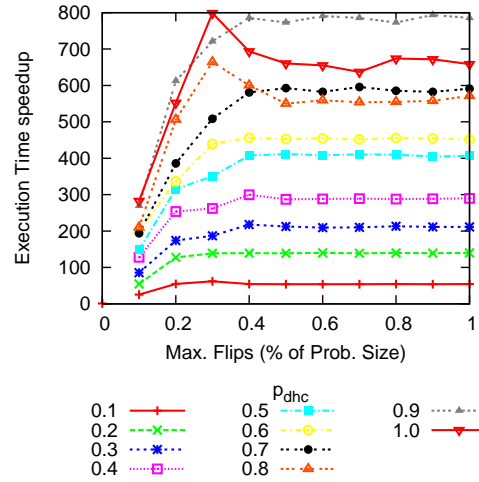 800
700
600
500
400
300
200
100
0
Execution Time speedup
0 0.2 0.4 0.6 0.8 1
Max. Flips (% of Prob. Size)
p_dhc
0.1 0.5 0.9
0.2 0.6 1.0
0.3 0.7
0.4 0.8